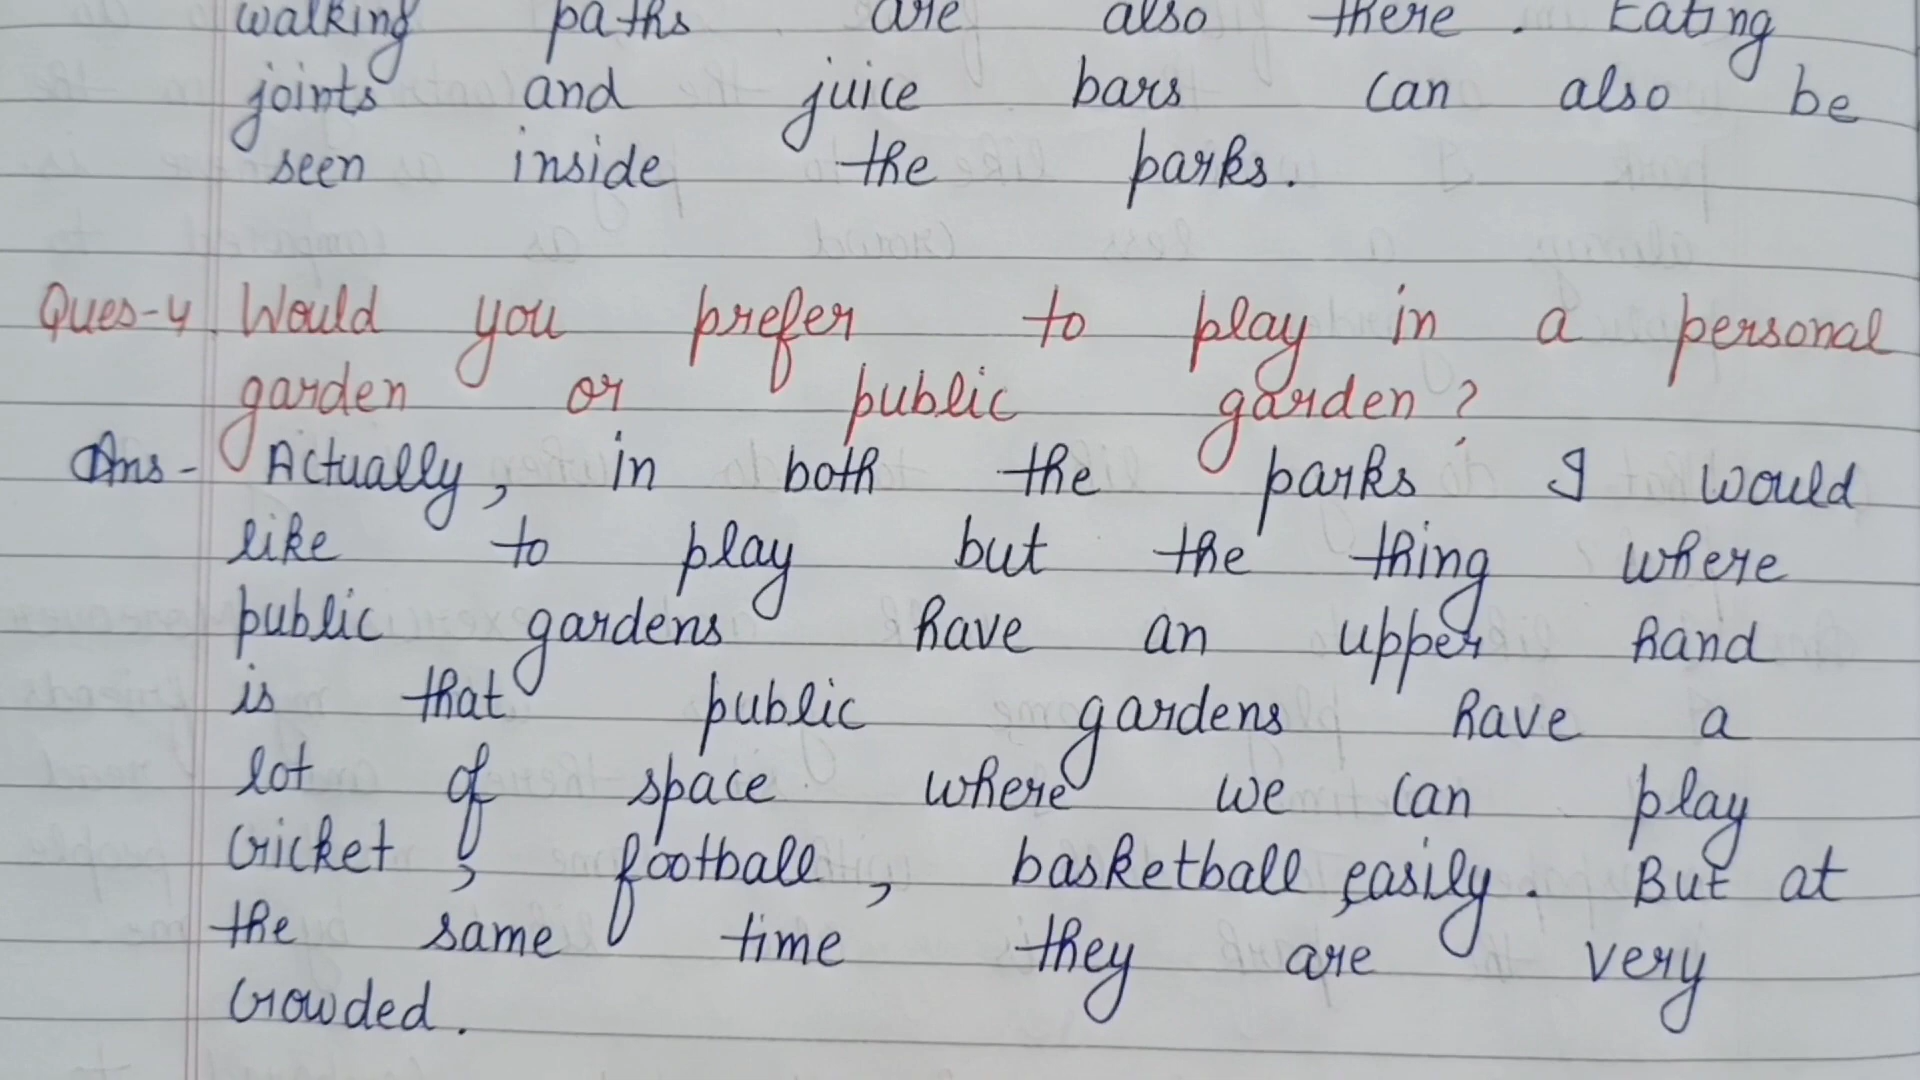 walking paths are also there. Eating
joints and juice bars can also be
seen inside the parks.
Ques-4. Would you prefer to play in a personal
garden or public garden?
Ans- Actually, in both the parks I would
like to play but the thing where
public gardens have an upper hand
is that public gardens have a
lot of space where we can play
cricket, football, basketball, easily. But at
the same time they are very
crowded.